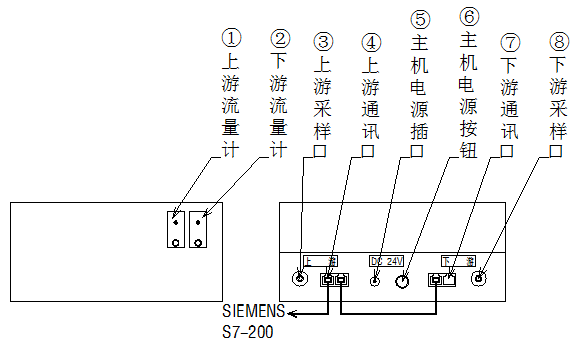 ①上游流量计
②下游流量计
③上游采样口
④上游通讯口
⑤主机电源插口
⑥主机电源按钮
⑦下游通讯口
⑧下游采样口
上 游
DC 24V
下 游
SIEMENS
S7-200